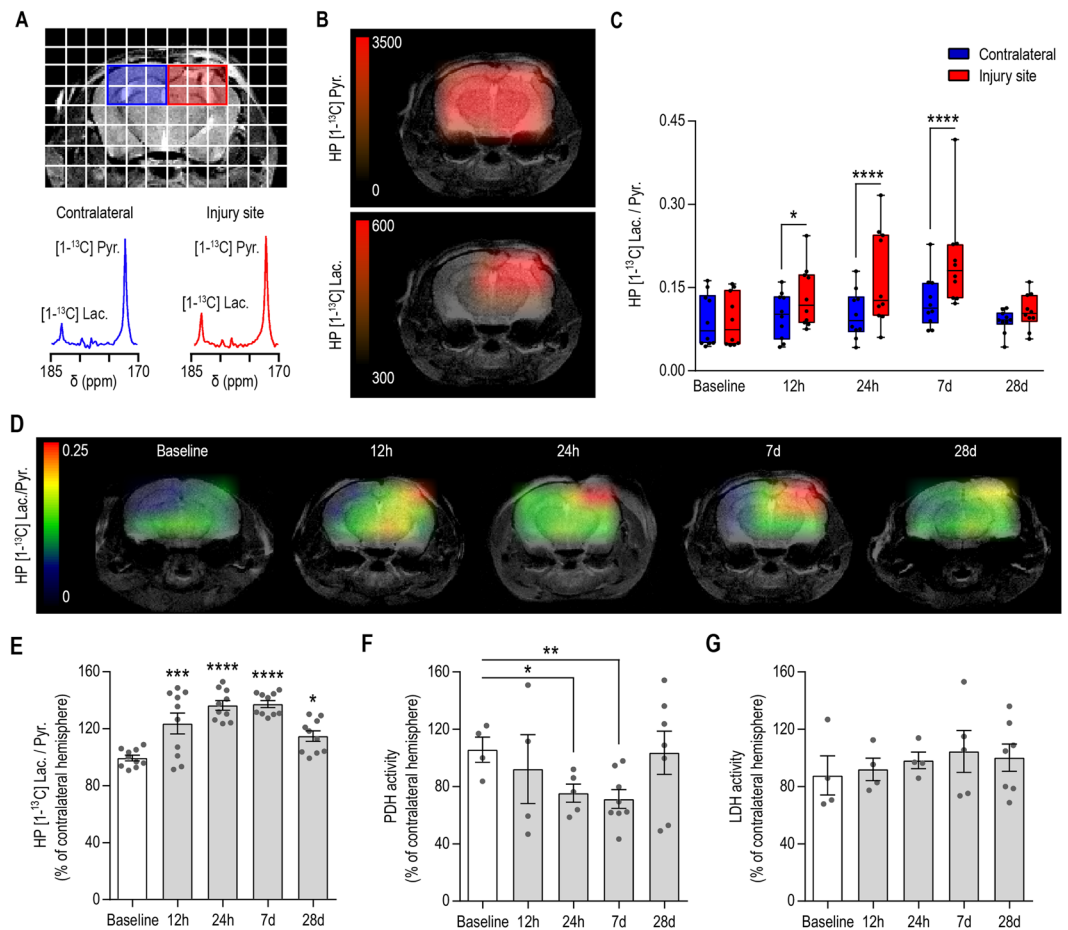 A
Contralateral
Injury site
[1-¹³C] Pyr.
[1-¹³C] Pyr.
[1-¹³C] Lac.
[1-¹³C] Lac.
185 170
185 170
δ (ppm)
δ (ppm)
B
HP [1-¹³C] Pyr.
3500
0
HP [1-¹³C] Lac.
600
300
C
Contralateral
Injury site
HP [1-¹³C] Lac. / Pyr.
0.45
0.30
0.15
0.00
*
****
****
Baseline 12h 24h 7d 28d
D
HP [1-¹³C] Lac./Pyr.
0.25
0
Baseline 12h 24h 7d 28d
E
HP [1-¹³C] Lac. / Pyr.
(% of contralateral hemisphere)
160
120
80
40
0
*** **** **** *
Baseline 12h 24h 7d 28d
F
PDH activity
(% of contralateral hemisphere)
160
120
80
40
0
**
*
Baseline 12h 24h 7d 28d
G
LDH activity
(% of contralateral hemisphere)
160
120
80
40
0
Baseline 12h 24h 7d 28d